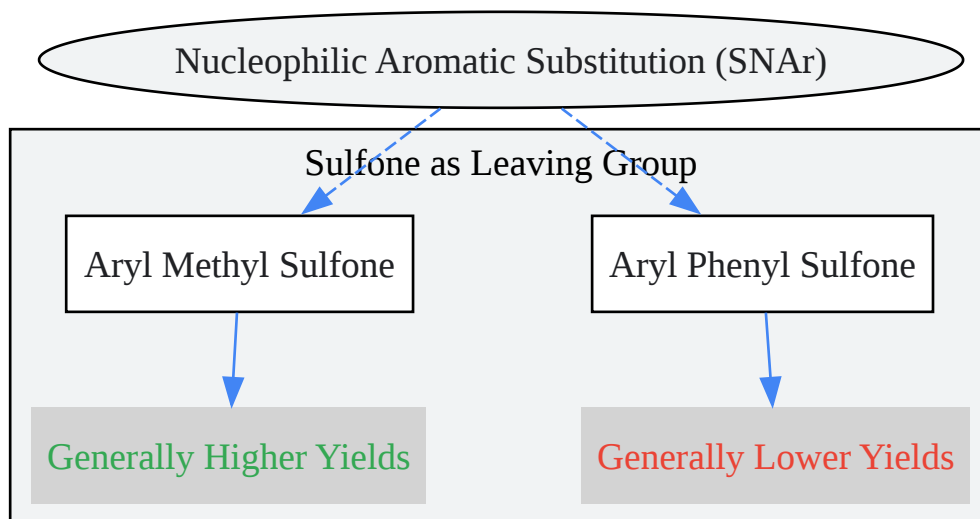 Nucleophilic Aromatic Substitution (SNAr)
Sulfone as Leaving Group
Aryl Methyl Sulfone
Aryl Phenyl Sulfone
Generally Higher Yields
Generally Lower Yields